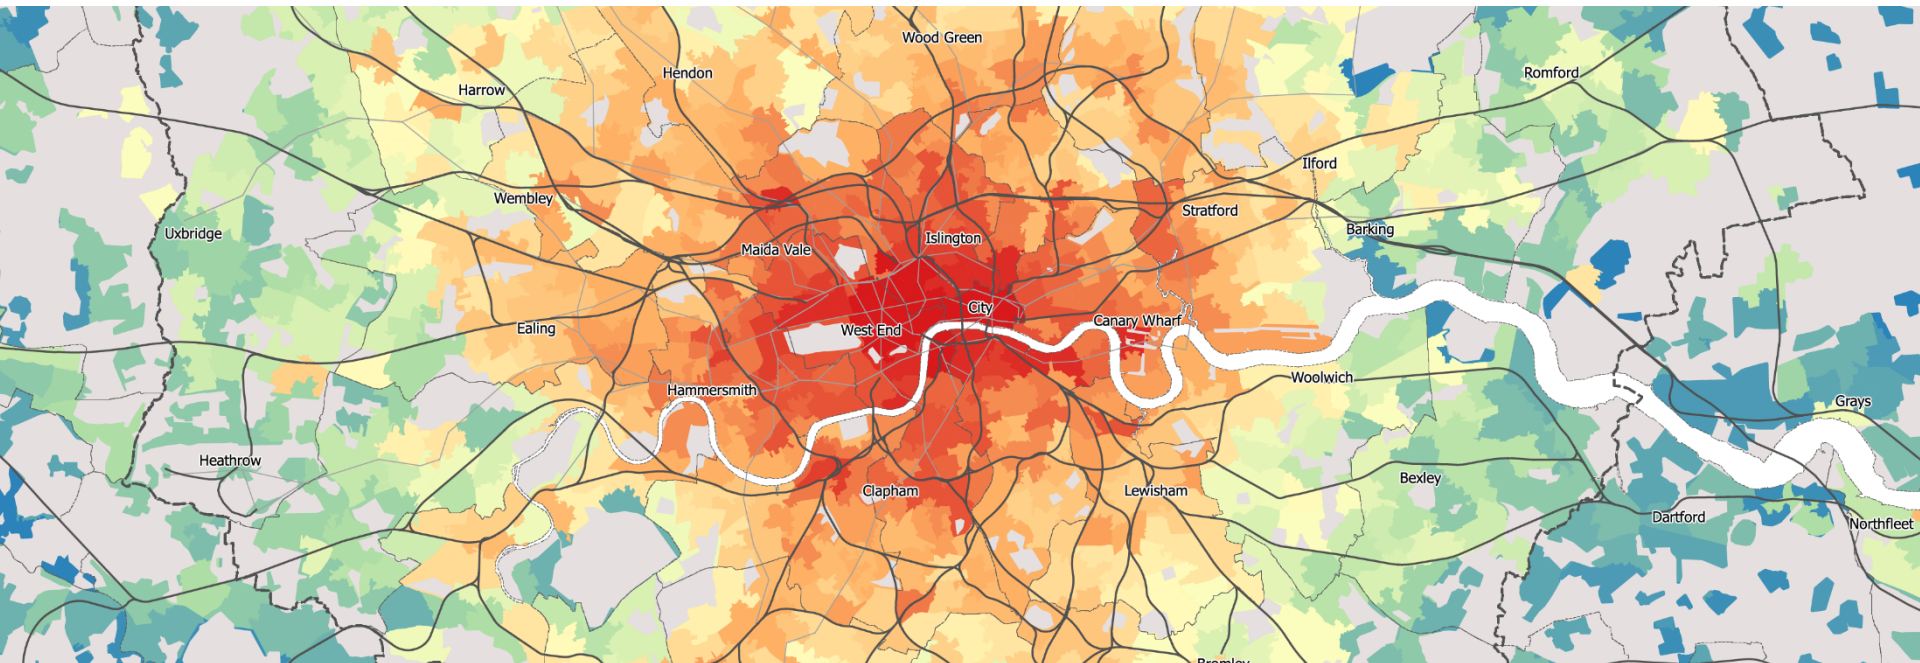 Wood Green
Hendon
Romford
Harrow
Ilford
Wembley
Stratford
Uxbridge
Barking
Islington
Maida Vale
City
Canary Wharf
Ealing
West End
Woolwich
Hammersmith
Grays
Heathrow
Bexley
Clapham
Lewisham
Dartford
Northfleet
Bromley